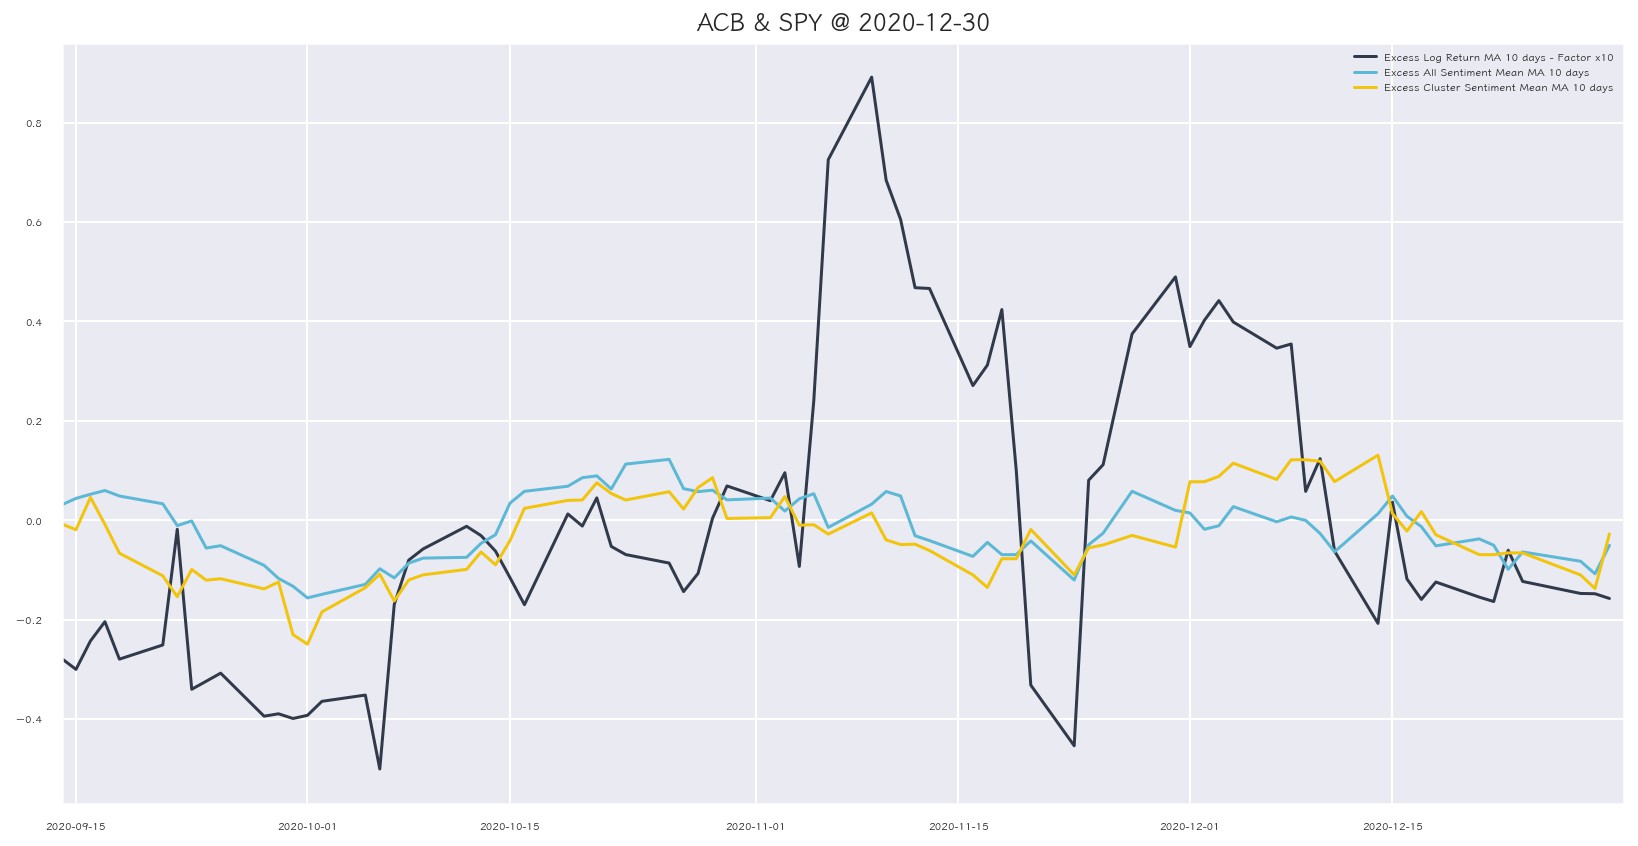 ACB & SPY @ 2020-12-30
Excess Log Return MA 10 days - Factor x10
Excess All Sentiment Mean MA 10 days
Excess Cluster Sentiment Mean MA 10 days
0.8
0.6
0.4
0.2
0.0
−0.2
−0.4
2020-09-15 2020-10-01 2020-10-15 2020-11-01 2020-11-15 2020-12-01 2020-12-15